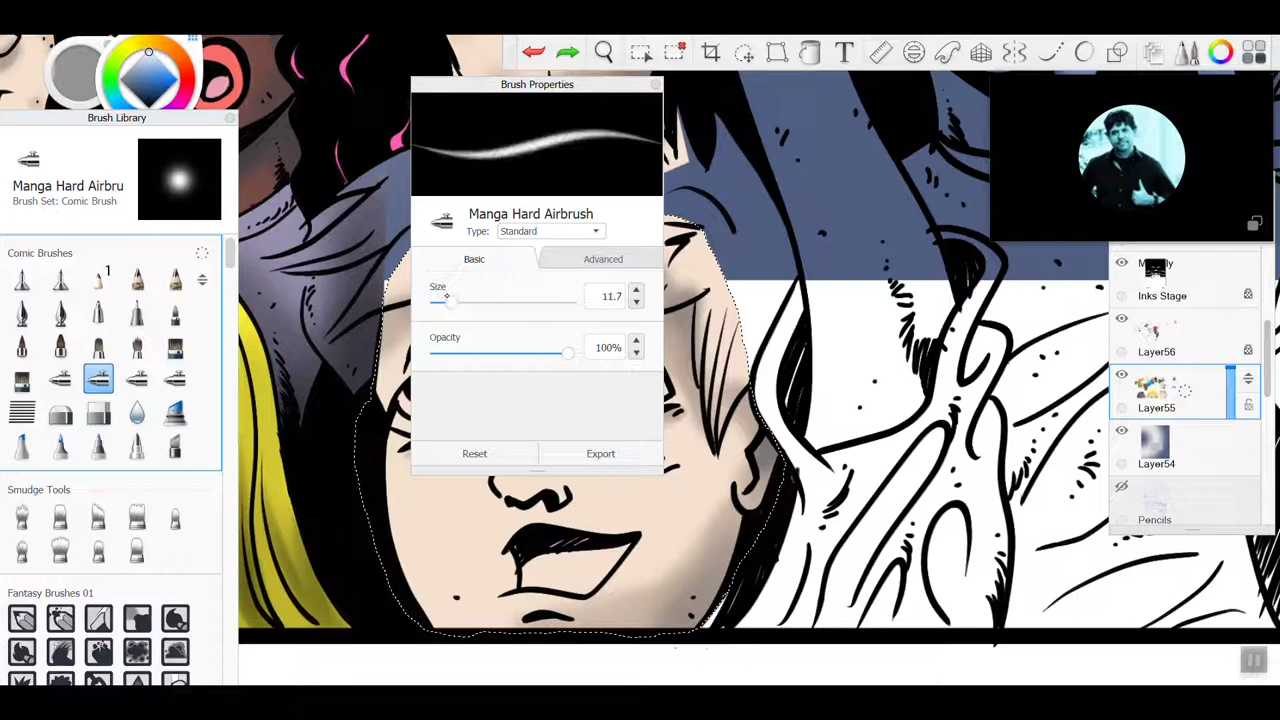 Brush Library
Manga Hard Airbru
Brush Set: Comic Brush
Comic Brushes
1
Smudge Tools
Fantasy Brushes 01
Brush Properties
Manga Hard Airbrush
Type: Standard
Basic
Advanced
Size
11.7
Opacity
100%
Reset
Export
T
Inks Stage
Layer56
Layer55
Layer54
Pencils